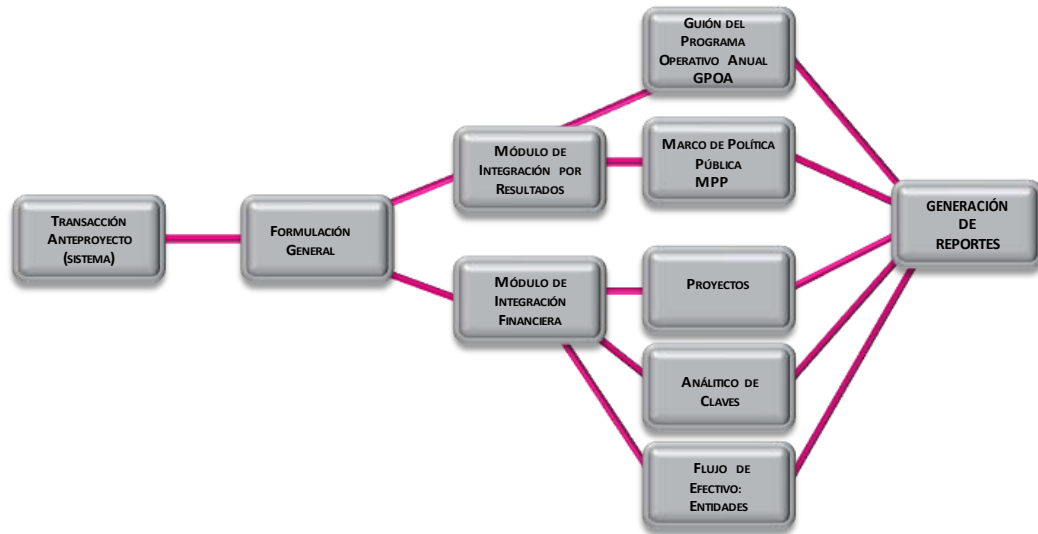 Transacción
Anteproyecto
(sistema)
Formulación
General
Módulo de
Integración por
Resultados
Módulo de
Integración
Financiera
Guión del
Programa
Operativo Anual
GPOA
Marco de Política
Pública
MPP
Proyectos
Análitico de
Claves
Flujo de
Efectivo:
Entidades
GENERACIÓN
DE
REPORTES